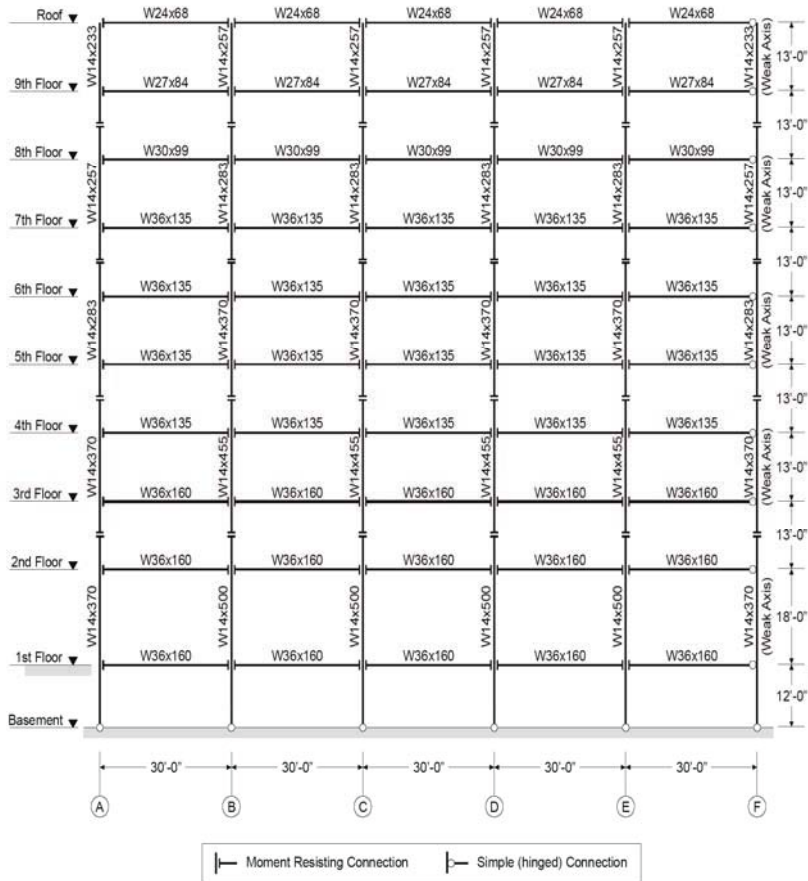 Roof W24x68 W24x68 W24x68 W24x68 W24x68
W14x233 W14x257 W14x257 W14x257 W14x257 W14x233 (Weak Axis) 13'-0"
9th Floor W27x84 W27x84 W27x84 W27x84 W27x84
13'-0"
8th Floor W30x99 W30x99 W30x99 W30x99 W30x99
W14x257 W14x283 W14x283 W14x283 W14x283 W14x257 (Weak Axis) 13'-0"
7th Floor W36x135 W36x135 W36x135 W36x135 W36x135
13'-0"
6th Floor W36x135 W36x135 W36x135 W36x135 W36x135
W14x283 W14x370 W14x370 W14x370 W14x370 W14x283 (Weak Axis) 13'-0"
5th Floor W36x135 W36x135 W36x135 W36x135 W36x135
13'-0"
4th Floor W36x135 W36x135 W36x135 W36x135 W36x135
W14x370 W14x455 W14x455 W14x455 W14x455 W14x370 (Weak Axis) 13'-0"
3rd Floor W36x160 W36x160 W36x160 W36x160 W36x160
13'-0"
2nd Floor W36x160 W36x160 W36x160 W36x160 W36x160
W14x370 W14x500 W14x500 W14x500 W14x500 W14x370 (Weak Axis) 18'-0"
1st Floor W36x160 W36x160 W36x160 W36x160 W36x160
12'-0"
Basement
30'-0" 30'-0" 30'-0" 30'-0" 30'-0"
A B C D E F
Moment Resisting Connection Simple (hinged) Connection